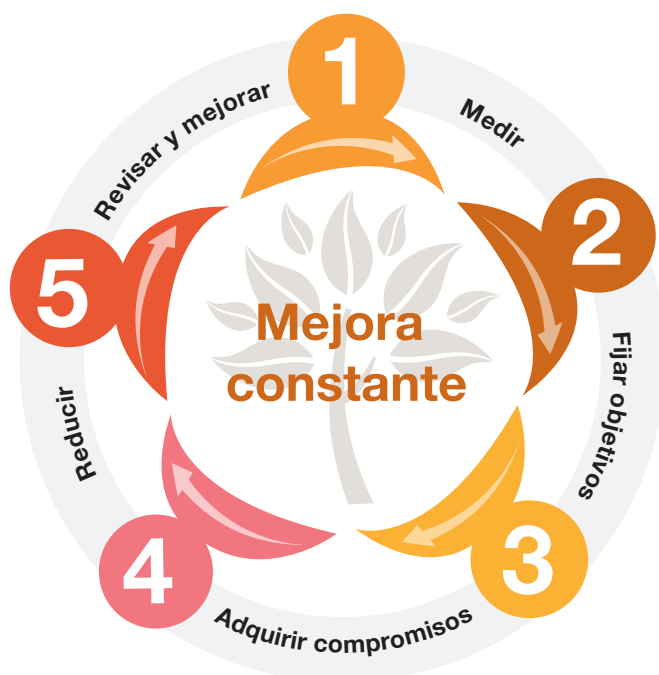 1
Medir
2
Fijar objetivos
3
Adquirir compromisos
4
Reducir
5
Revisar y mejorar
Mejora
constante